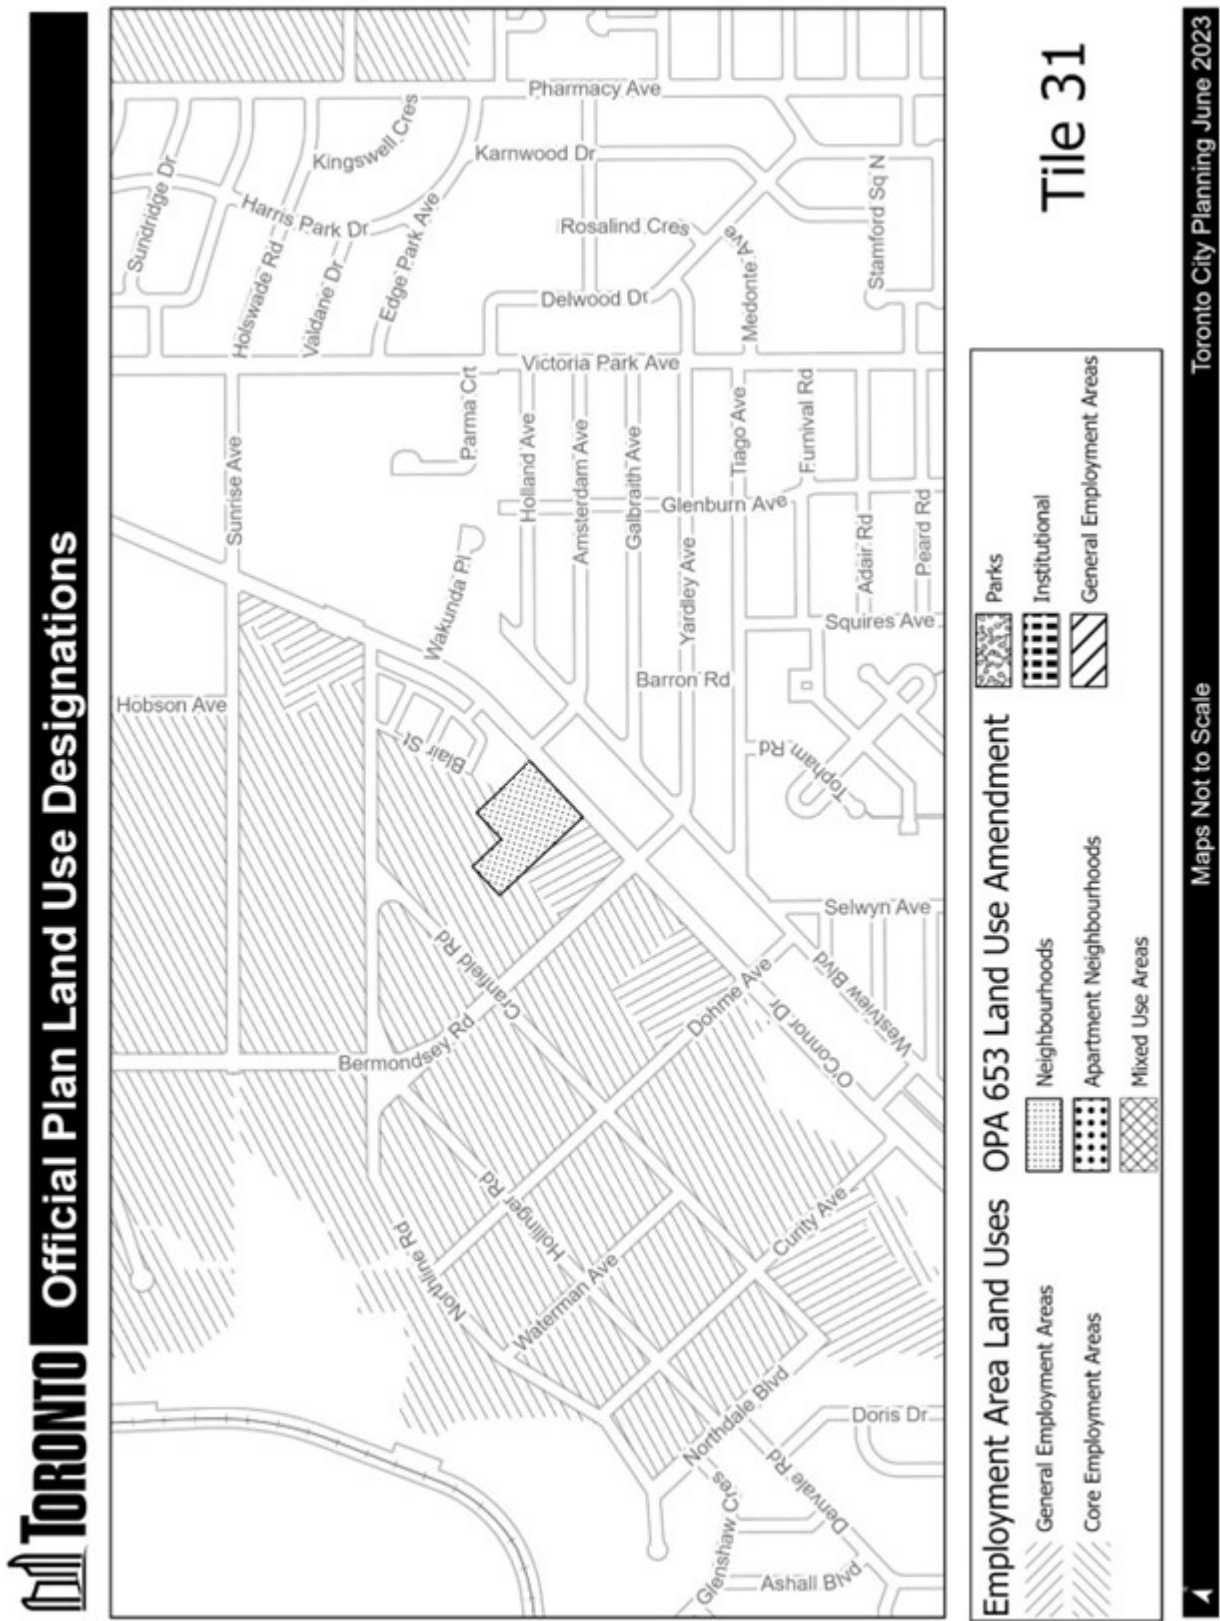 TORONTO
Official Plan Land Use Designations
Hobson Ave
Sunrise Ave
Sundridge Dr
Holswade Rd
Harris Park Dr
Kingswell Cres
Valdane Dr
Edge Park Ave
Pharmacy Ave
Karnwood Dr
Rosalind Cres
Delwood Dr
Medonte Ave
Stamford Sq N
Victoria Park Ave
Parma Crt
Wakunda Pl
Holland Ave
Amsterdam Ave
Galbraith Ave
Glenburn Ave
Yardley Ave
Tiago Ave
Furnival Rd
Adair Rd
Peard Rd
Squires Ave
Barron Rd
Topham Rd
Blair St
Cranfield Rd
Bermondsey Rd
Selwyn Ave
Westview Blvd
O'Connor Dr
Dohme Ave
Curity Ave
Hollinger Rd
Northline Rd
Waterman Ave
Northdale Blvd
Glenshaw Cres
Denvale Rd
Doris Dr
Ashall Blvd
Employment Area Land Uses
General Employment Areas
Core Employment Areas
OPA 653 Land Use Amendment
Neighbourhoods
Apartment Neighbourhoods
Mixed Use Areas
Parks
Institutional
General Employment Areas
Tile 31
Maps Not to Scale
Toronto City Planning June 2023